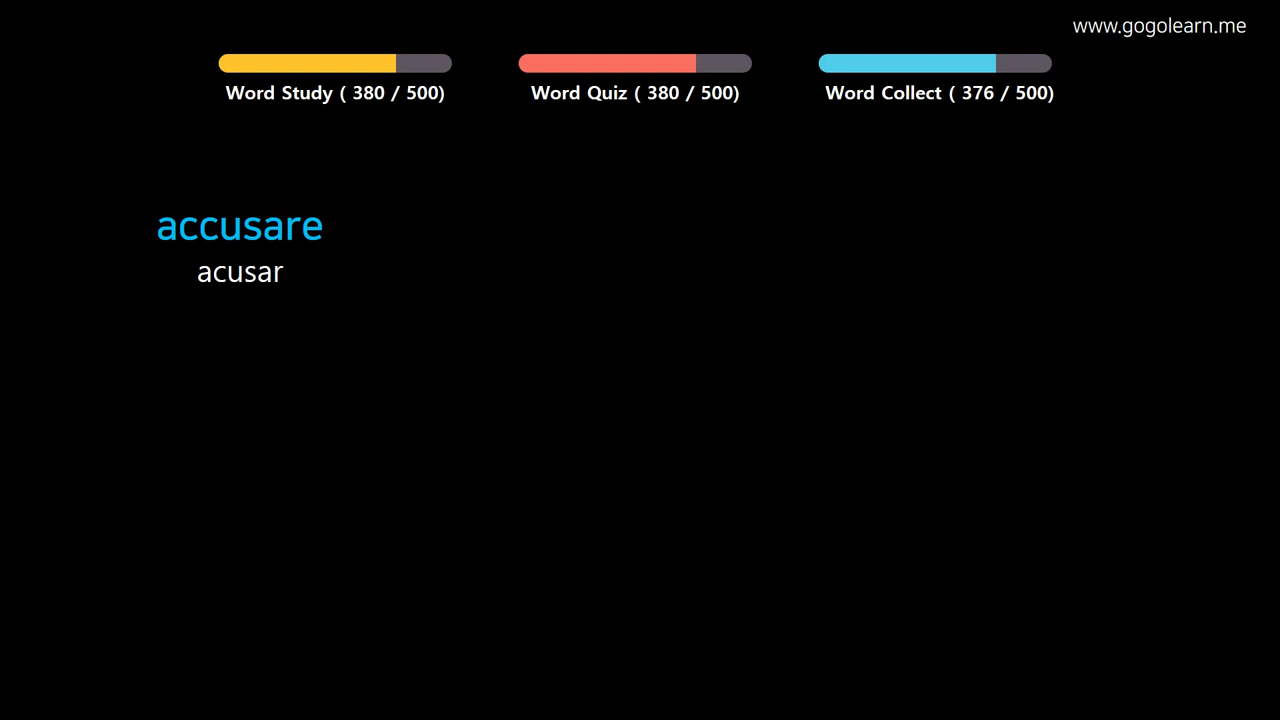 www.gogolearn.me
Word Study ( 380 / 500)
Word Quiz ( 380 / 500)
Word Collect ( 376 / 500)
accusare
acusar